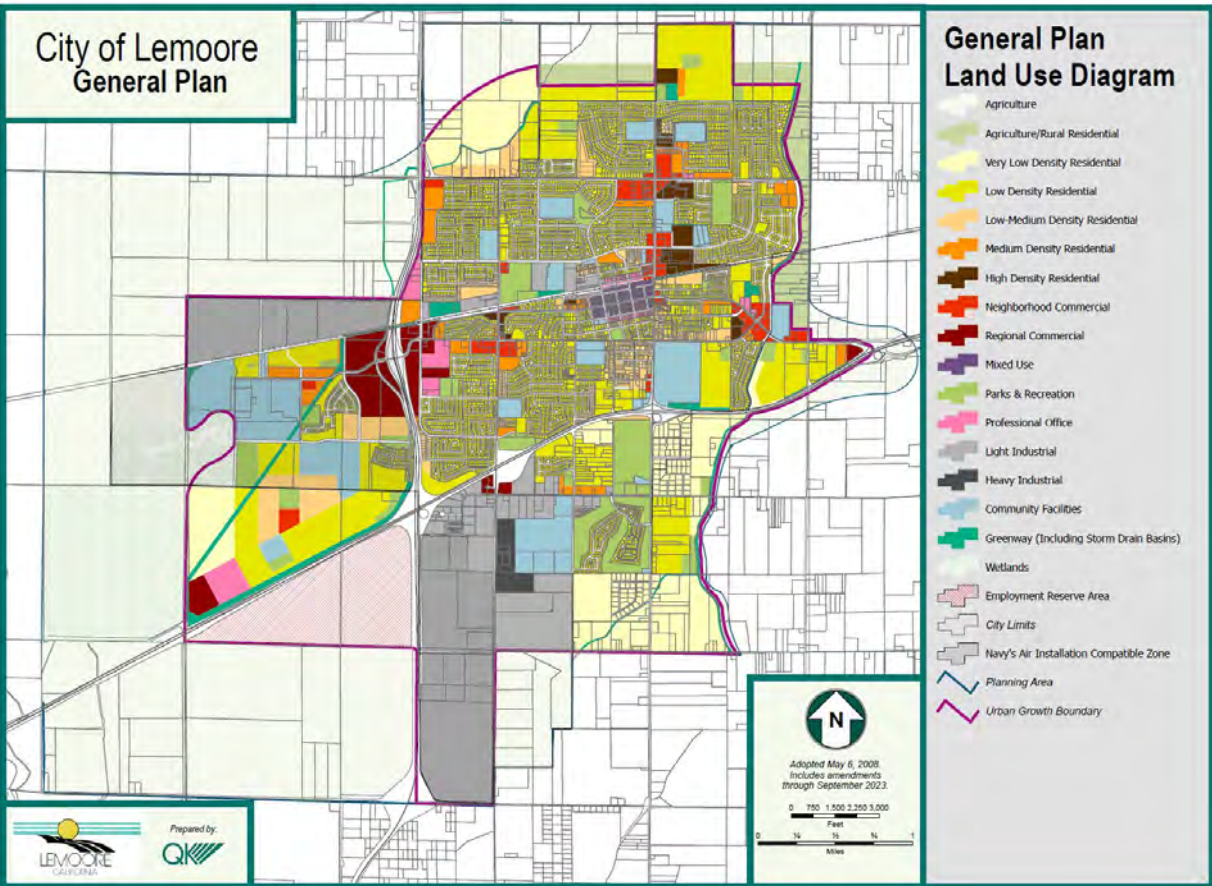 City of Lemoore
General Plan
General Plan
Land Use Diagram
Agriculture
Agriculture/Rural Residential
Very Low Density Residential
Low Density Residential
Low-Medium Density Residential
Medium Density Residential
High Density Residential
Neighborhood Commercial
Regional Commercial
Mixed Use
Parks & Recreation
Professional Office
Light Industrial
Heavy Industrial
Community Facilities
Greenway (Including Storm Drain Basins)
Wetlands
Employment Reserve Area
City Limits
Navy's Air Installation Compatible Zone
Planning Area
Urban Growth Boundary
N
Adopted May 6, 2008.
Includes amendments
through September 2023.
0 750 1,500 2,250 3,000
Feet
0 ¼ ½ ¾ 1
Miles
LEMOORE
CALIFORNIA
Prepared by:
QK